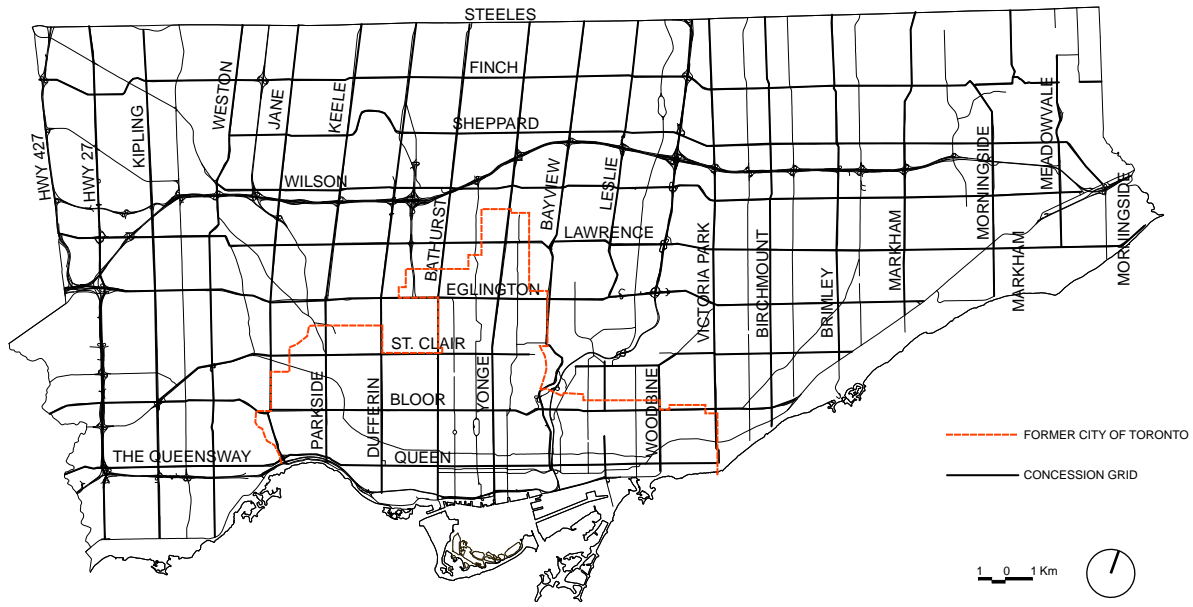 STEELES
FINCH
SHEPPARD
WILSON
LAWRENCE
EGLINGTON
ST. CLAIR
BLOOR
THE QUEENSWAY
QUEEN
HWY 427
HWY 27
KIPLING
WESTON
JANE
KEELE
PARKSIDE
DUFFERIN
BATHURST
YONGE
BAYVIEW
LESLIE
WOODBINE
VICTORIA PARK
BIRCHMOUNT
BRIMLEY
MARKHAM
MORNINGSIDE
MARKHAM
MEADOWVALE
MORNINGSIDE
FORMER CITY OF TORONTO
CONCESSION GRID
1 0 1 Km